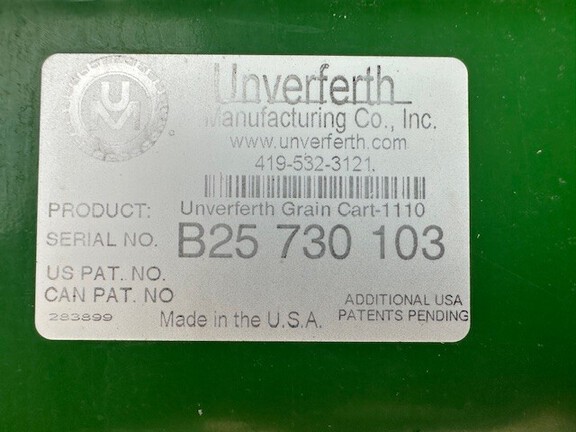 UM
Unverferth
Manufacturing Co., Inc.
www.unverferth.com
419-532-3121.
PRODUCT: Unverferth Grain Cart-1110
SERIAL NO. B25 730 103
US PAT. NO.
CAN PAT. NO
283899
Made in the U.S.A.
ADDITIONAL USA
PATENTS PENDING